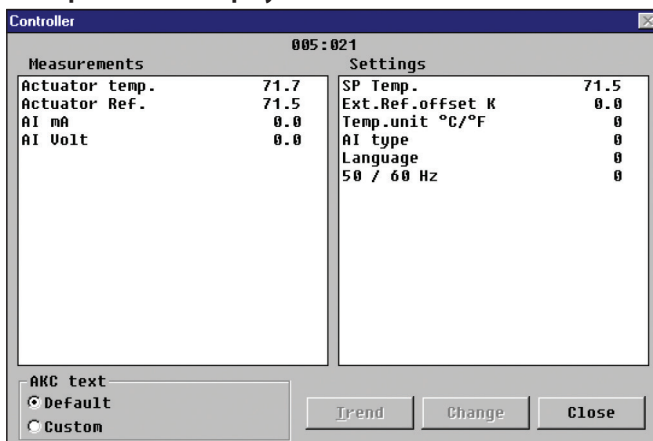 Controller
005:021
Measurements
Settings
Actuator temp. 71.7
Actuator Ref. 71.5
AI mA 0.0
AI Volt 0.0
SP Temp. 71.5
Ext.Ref.offset K 0.0
Temp.unit °C/°F 0
AI type 0
Language 0
50 / 60 Hz 0
AKC text
Default
Custom
Trend
Change
Close